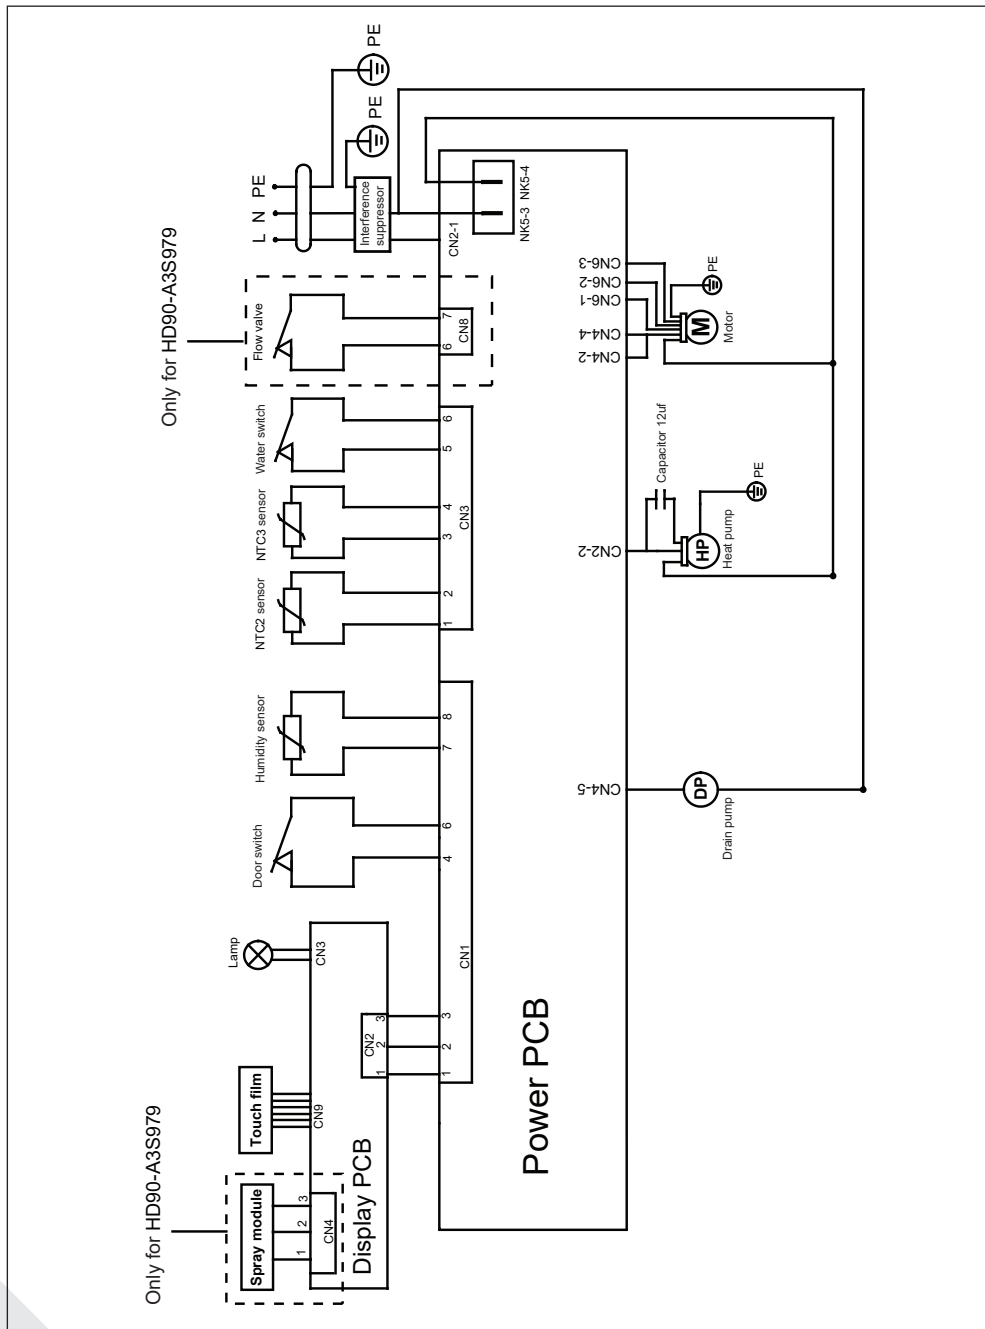 Only for HD90-A3S979
Spray module
1
2
3
CN4
Touch film
CN9
Lamp
CN3
Display PCB
CN2
1
2
3
Door switch
Humidity sensor
NTC2 sensor
NTC3 sensor
Water switch
Only for HD90-A3S979
Flow valve
L N PE
Interference
suppressor
PE
PE
1
2
3
CN1
4
6
7
8
1
2
3
4
CN3
5
6
6
7
CN8
CN2-1
NK5-3 NK5-4
Power PCB
CN4-5
CN2-2
CN4-2
CN4-4
CN6-1
CN6-2
CN6-3
DP
Drain pump
HP
Heat pump
Capacitor 12uf
PE
M
Motor
PE